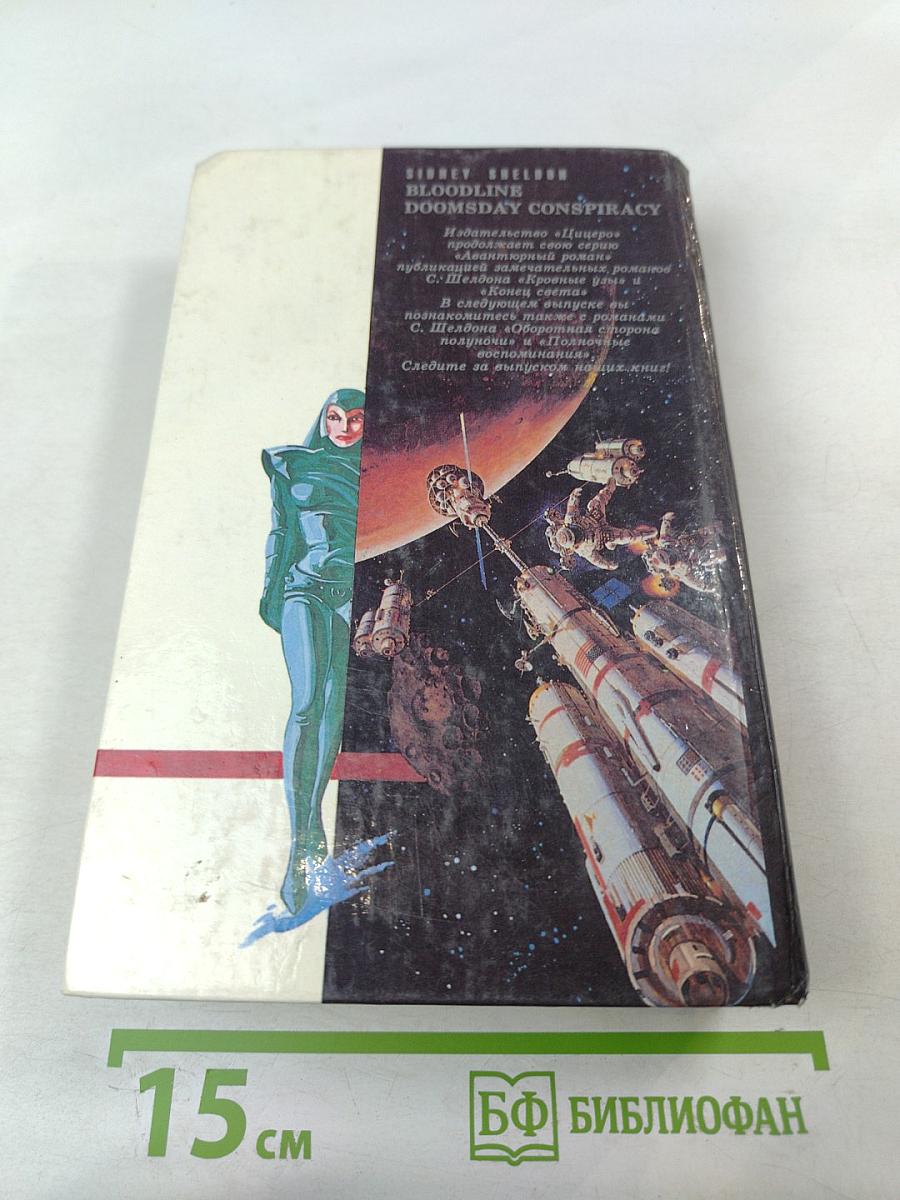 SIDNEY SHELDON
BLOODLINE
DOOMSDAY CONSPIRACY
Издательство «Цицеро»
продолжает свою серию
«Авантюрный роман»
публикацией замечательных романов
С. Шелдона «Кровные узы» и
«Конец света»
В следующем выпуске вы
познакомитесь также с романами
С. Шелдона «Оборотная сторона
полуночи» и «Полночные
воспоминания»
Следите за выпуском наших книг!
15 см
БФ БИБЛИОФАН